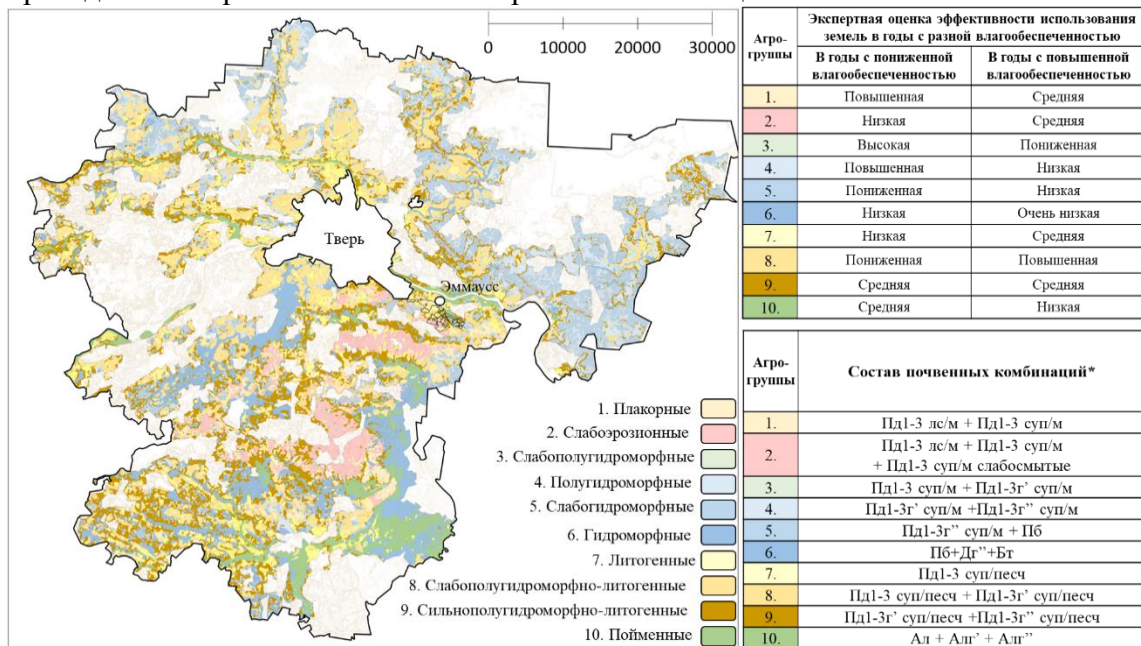 0 10000 20000 30000
Тверь
Эммаусс
1. Плакорные
2. Слабоэрозионные
3. Слабополугидроморфные
4. Полугидроморфные
5. Слабогидроморфные
6. Гидроморфные
7. Литогенные
8. Слабополугидроморфно-литогенные
9. Сильнополугидроморфно-литогенные
10. Пойменные
Агро-группы Экспертная оценка эффективности использования земель в годы с разной влагообеспеченностью
В годы с пониженной влагообеспеченностью В годы с повышенной влагообеспеченностью
1. Повышенная Средняя
2. Низкая Средняя
3. Высокая Пониженная
4. Повышенная Низкая
5. Пониженная Низкая
6. Низкая Очень низкая
7. Низкая Средняя
8. Пониженная Повышенная
9. Средняя Средняя
10. Средняя Низкая
Агро-группы Состав почвенных комбинаций*
1. Пд1-3 лс/м + Пд1-3 суп/м
2. Пд1-3 лс/м + Пд1-3 суп/м
+ Пд1-3 суп/м слабосмытые
3. Пд1-3 суп/м + Пд1-3г’ суп/м
4. Пд1-3г’ суп/м +Пд1-3г’’ суп/м
5. Пд1-3г’’ суп/м + Пб
6. Пб+Дг’’+Бт
7. Пд1-3 суп/песч
8. Пд1-3 суп/песч + Пд1-3г’ суп/песч
9. Пд1-3г’ суп/песч +Пд1-3г’’ суп/песч
10. Ал + Алг’ + Алг’’